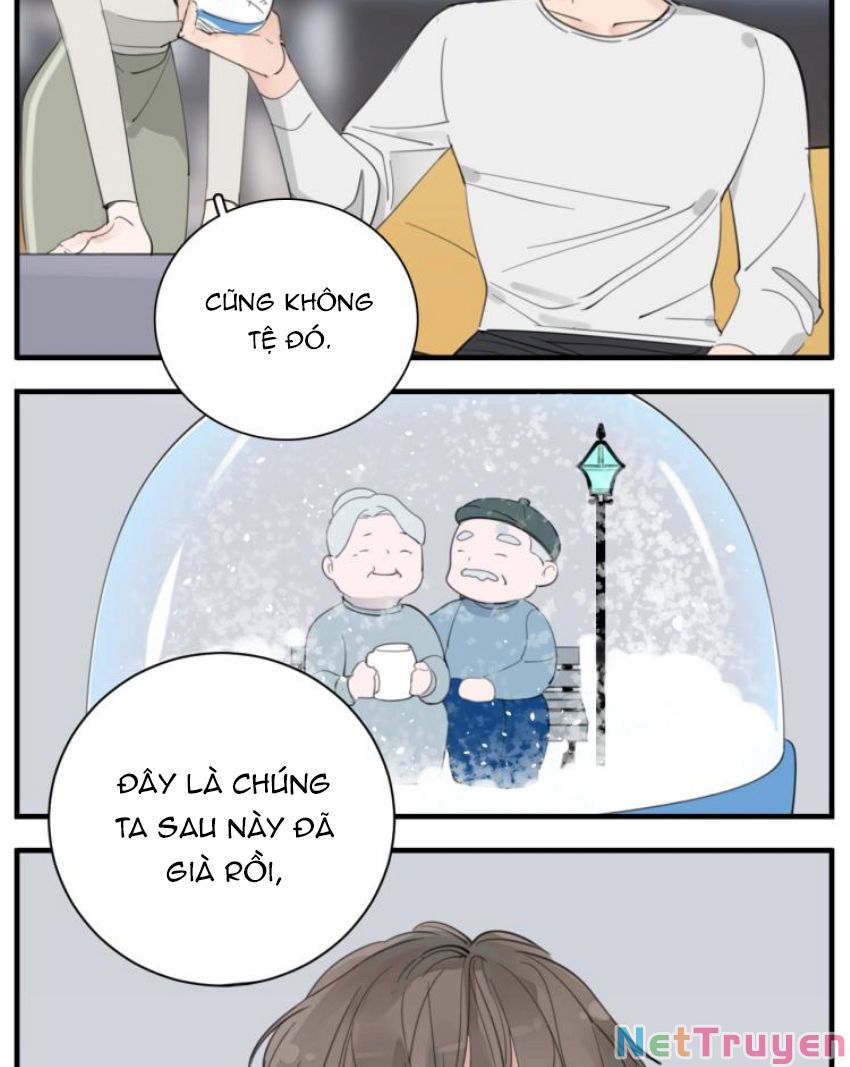 CŨNG KHÔNG
TỆ ĐÓ.
ĐÂY LÀ CHÚNG
TA SAU NÀY ĐÃ
GIÀ RỒI,
NetTruyen